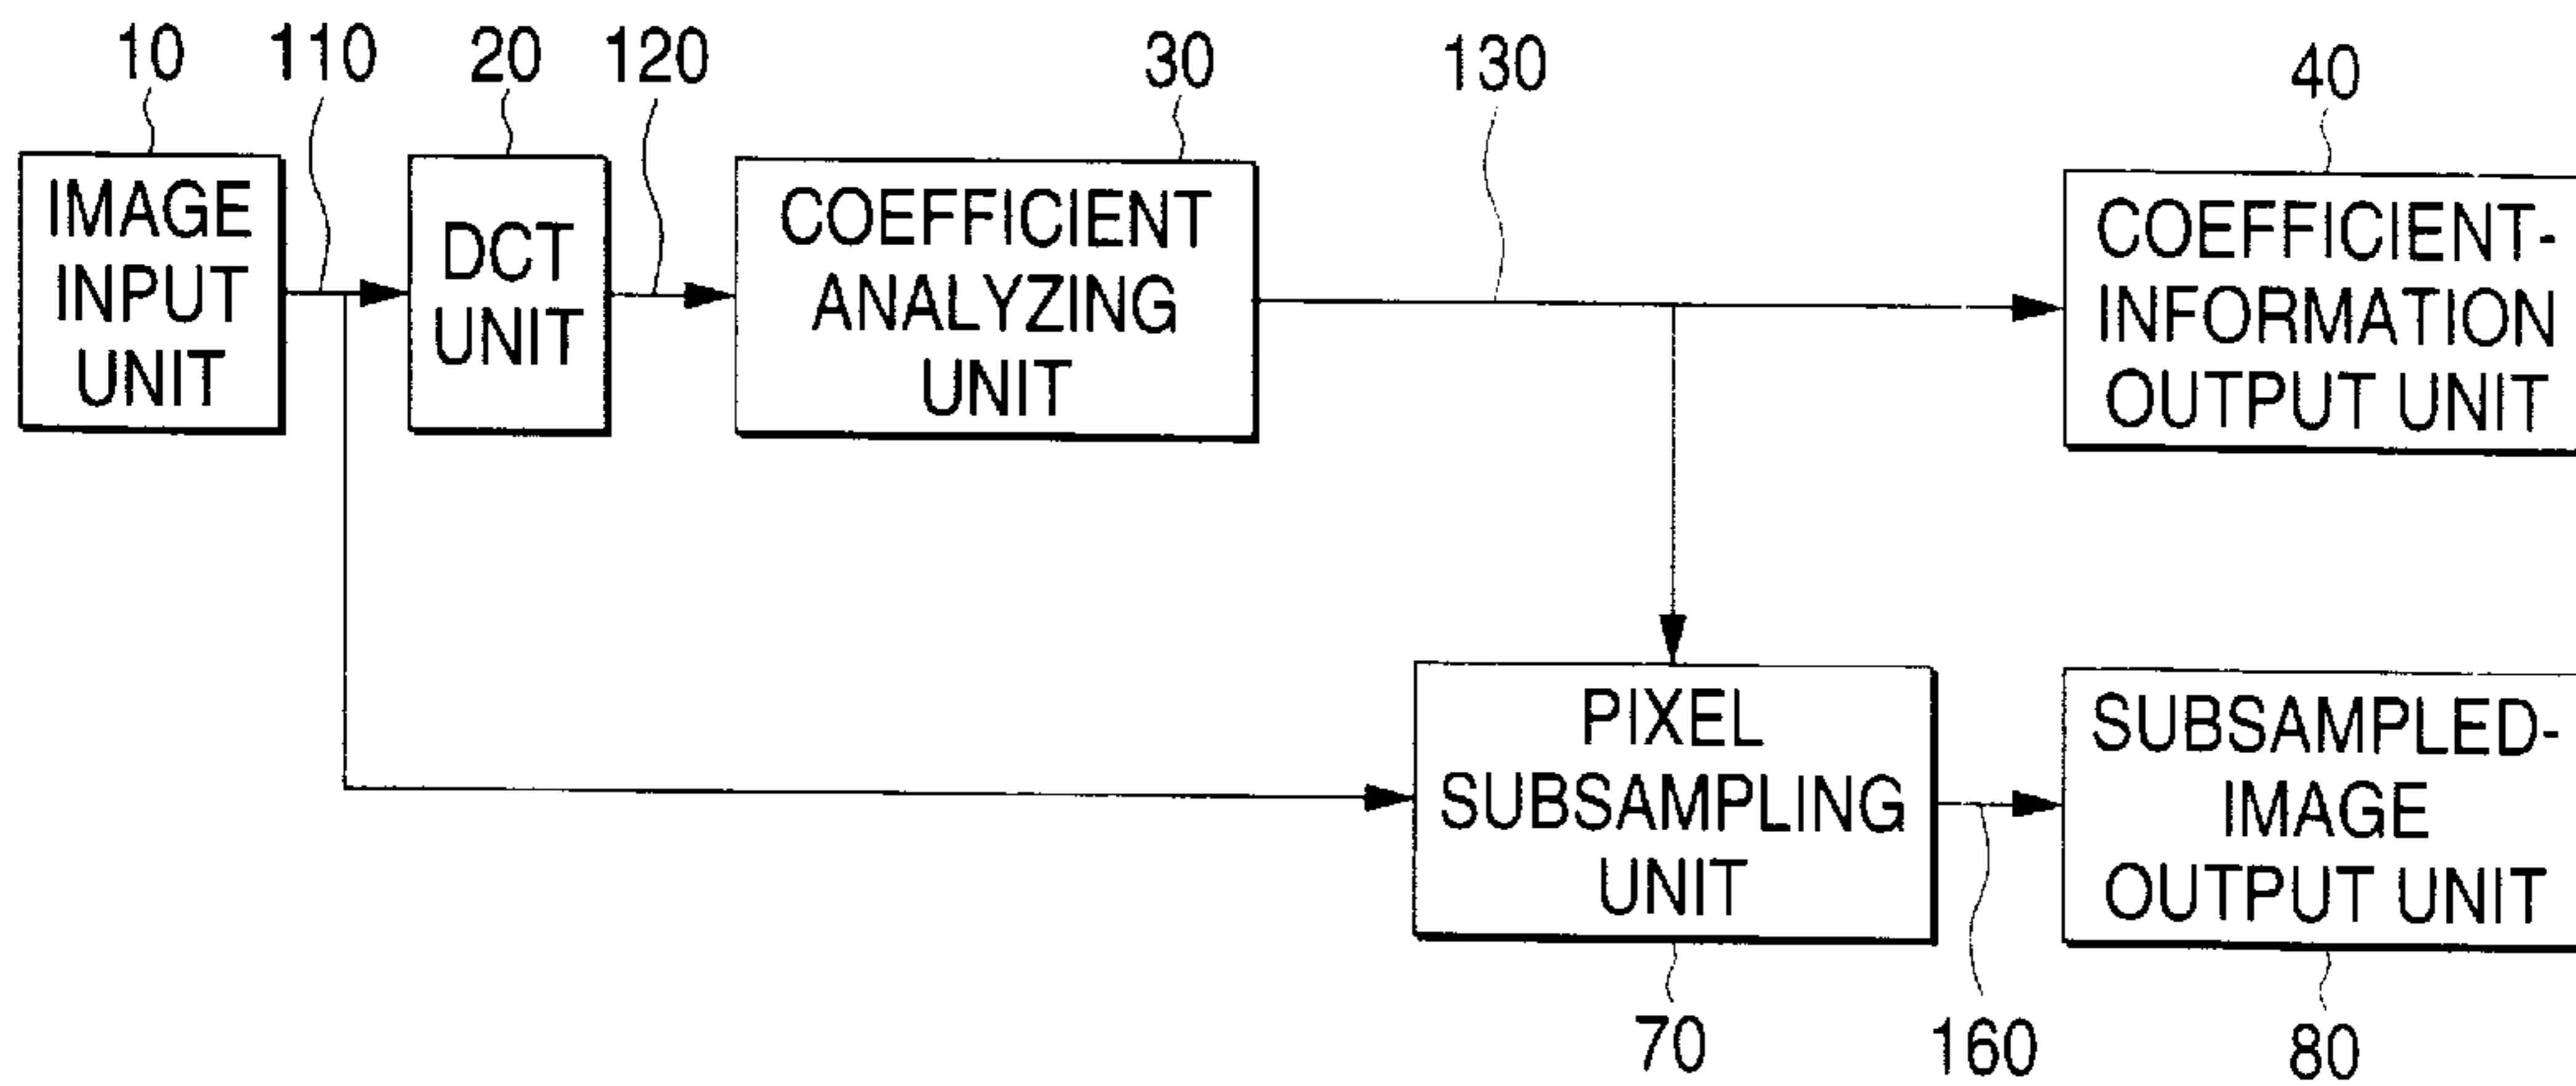 10
110
20
120
30
130
40
IMAGE
INPUT
UNIT
DCT
UNIT
COEFFICIENT
ANALYZING
UNIT
COEFFICIENT-
INFORMATION
OUTPUT UNIT
PIXEL
SUBSAMPLING
UNIT
SUBSAMPLED-
IMAGE
OUTPUT UNIT
70
160
80